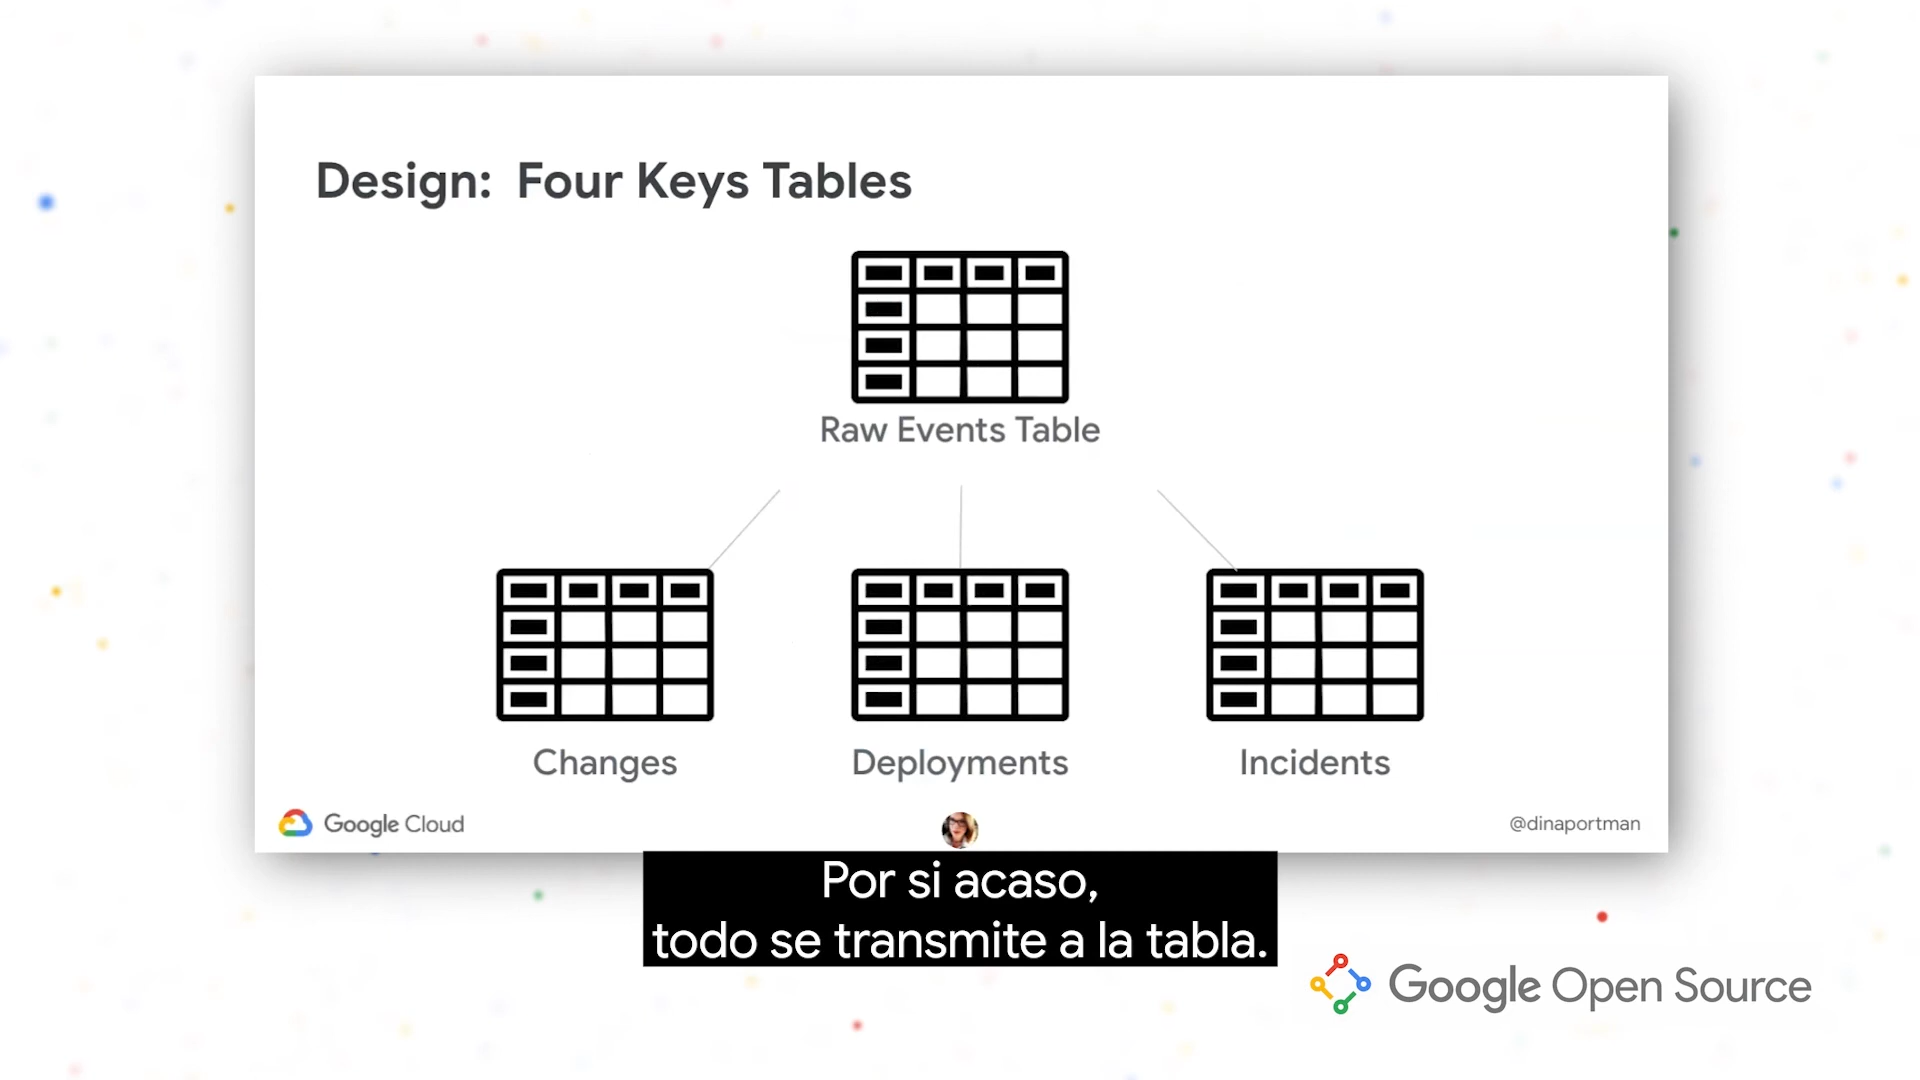 Design: Four Keys Tables
Raw Events Table
Changes
Deployments
Incidents
Google Cloud
@dinaportman
Por si acaso,
todo se transmite a la tabla.
Google Open Source